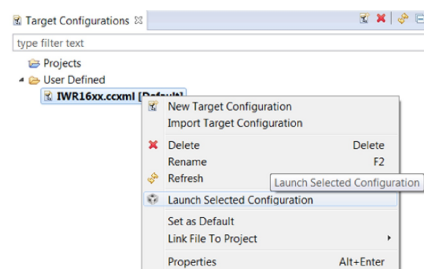 Target Configurations
type filter text
Projects
User Defined
IWR16xx.ccxml [Default]
New Target Configuration
Import Target Configuration
Delete Delete
Rename F2
Refresh
Launch Selected Configuration
Launch Selected Configuration
Set as Default
Link File To Project
Properties Alt+Enter